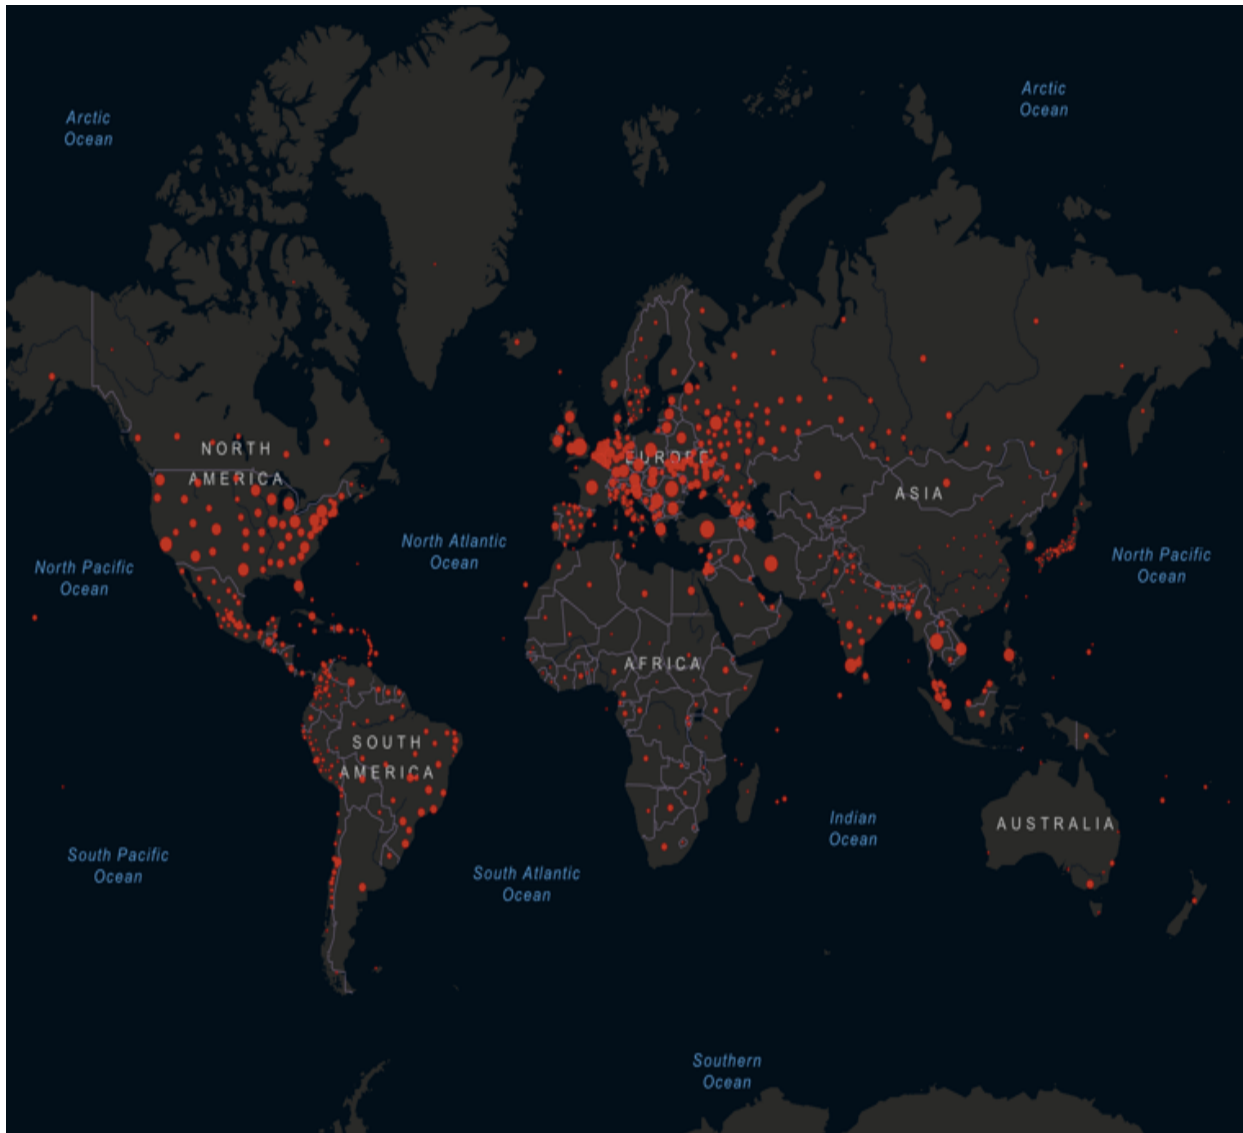 Arctic
Ocean
Arctic
Ocean
NORTH
AMERICA
EUROPE
ASIA
North Atlantic
Ocean
North Pacific
Ocean
North Pacific
Ocean
AFRICA
SOUTH
AMERICA
Indian
Ocean
AUSTRALIA
South Pacific
Ocean
South Atlantic
Ocean
Southern
Ocean